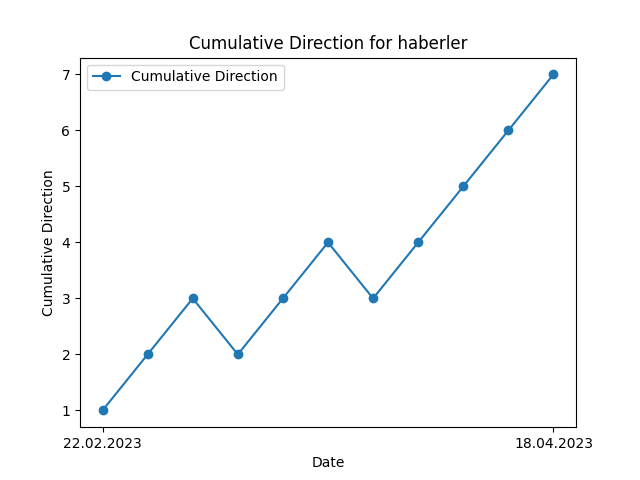 Cumulative Direction for haberler
Cumulative Direction
7
6
5
4
3
2
1
Cumulative Direction
22.02.2023
18.04.2023
Date